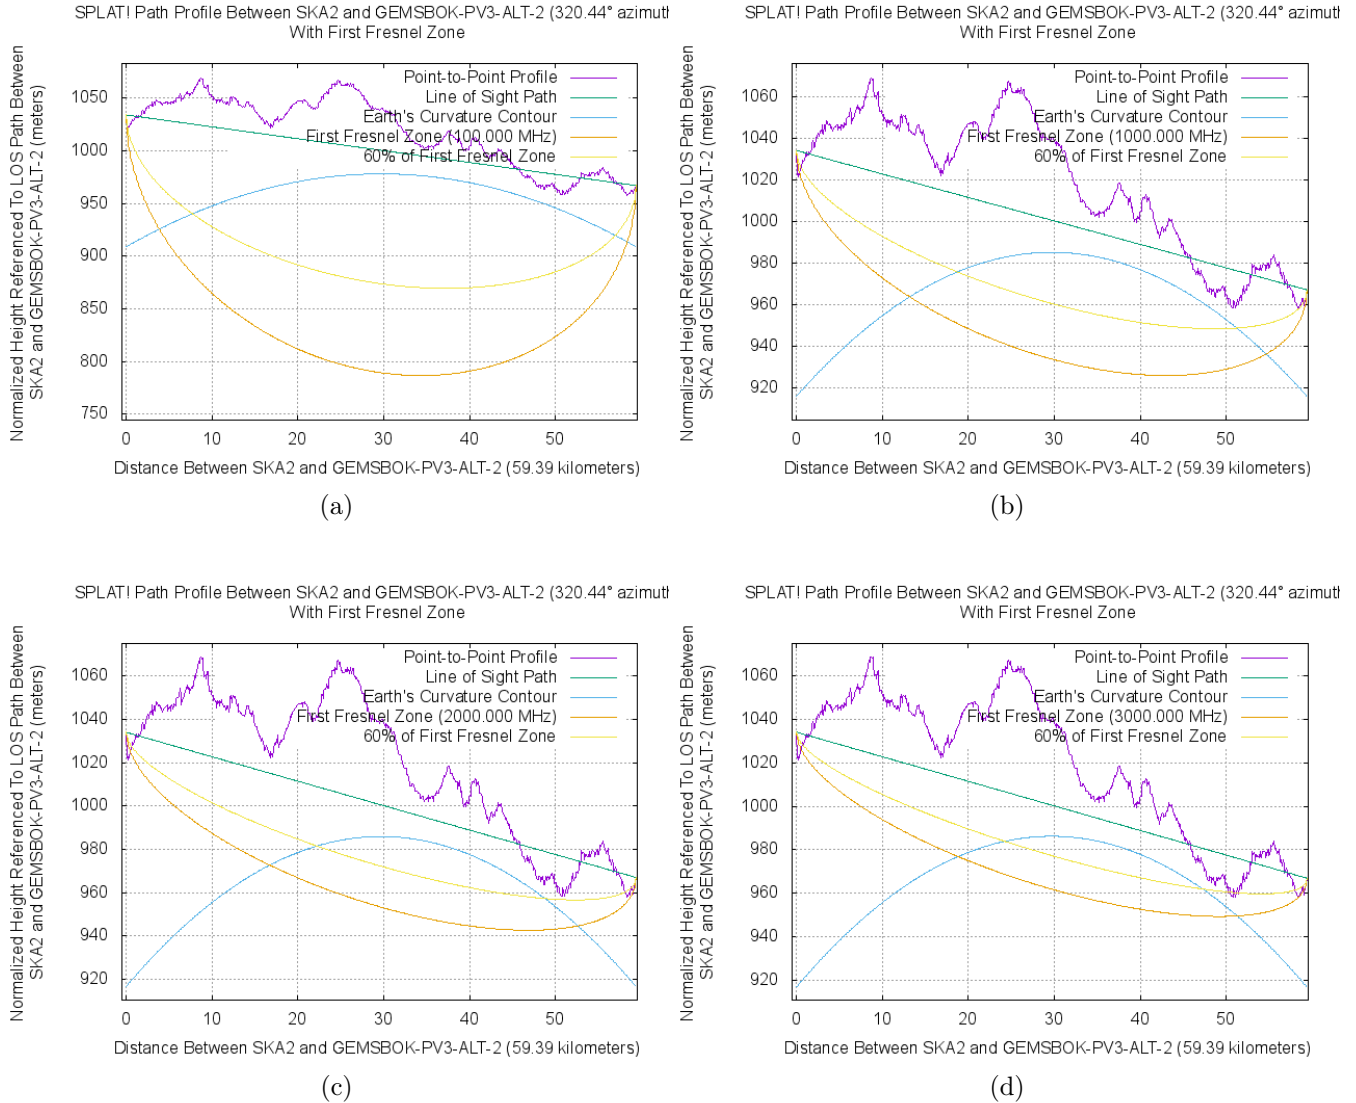 SPLAT! Path Profile Between SKA2 and GEMSBOK-PV3-ALT-2 (320.44° azimuth
With First Fresnel Zone
Normalized Height Referenced To LOS Path Between
SKA2 and GEMSBOK-PV3-ALT-2 (meters)
Point-to-Point Profile
Line of Sight Path
Earth's Curvature Contour
First Fresnel Zone (100.000 MHz)
60% of First Fresnel Zone
1050
1000
950
900
850
800
750
0 10 20 30 40 50
Distance Between SKA2 and GEMSBOK-PV3-ALT-2 (59.39 kilometers)
(a)
SPLAT! Path Profile Between SKA2 and GEMSBOK-PV3-ALT-2 (320.44° azimuth
With First Fresnel Zone
Normalized Height Referenced To LOS Path Between
SKA2 and GEMSBOK-PV3-ALT-2 (meters)
Point-to-Point Profile
Line of Sight Path
Earth's Curvature Contour
First Fresnel Zone (1000.000 MHz)
60% of First Fresnel Zone
1060
1040
1020
1000
980
960
940
920
0 10 20 30 40 50
Distance Between SKA2 and GEMSBOK-PV3-ALT-2 (59.39 kilometers)
(b)
SPLAT! Path Profile Between SKA2 and GEMSBOK-PV3-ALT-2 (320.44° azimuth
With First Fresnel Zone
Normalized Height Referenced To LOS Path Between
SKA2 and GEMSBOK-PV3-ALT-2 (meters)
Point-to-Point Profile
Line of Sight Path
Earth's Curvature Contour
First Fresnel Zone (2000.000 MHz)
60% of First Fresnel Zone
1060
1040
1020
1000
980
960
940
920
0 10 20 30 40 50
Distance Between SKA2 and GEMSBOK-PV3-ALT-2 (59.39 kilometers)
(c)
SPLAT! Path Profile Between SKA2 and GEMSBOK-PV3-ALT-2 (320.44° azimuth
With First Fresnel Zone
Normalized Height Referenced To LOS Path Between
SKA2 and GEMSBOK-PV3-ALT-2 (meters)
Point-to-Point Profile
Line of Sight Path
Earth's Curvature Contour
First Fresnel Zone (3000.000 MHz)
60% of First Fresnel Zone
1060
1040
1020
1000
980
960
940
920
0 10 20 30 40 50
Distance Between SKA2 and GEMSBOK-PV3-ALT-2 (59.39 kilometers)
(d)